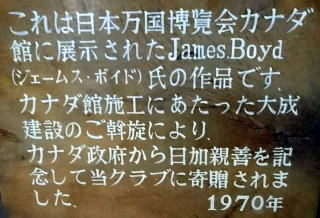 これは日本万国博覧会カナダ
館に展示されたJames.Boyd
(ジェームス・ボイド)氏の作品です.
カナダ館施工にあたった大成
建設のご斡旋により.
カナダ政府から日加親善を記
念して当クラブに寄贈されま
した. 1970年